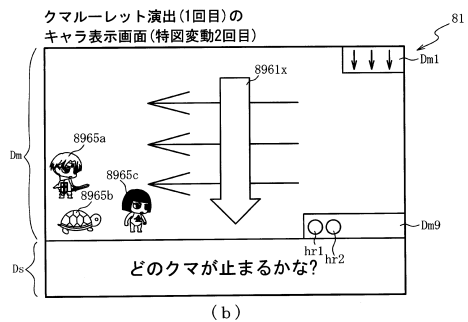 クマルーレット演出(1回目)の
キャラ表示画面(特図変動2回目)
81
8961x
Dm1
Dm
8965a
8965c
8965b
Dm9
hr1
hr2
Ds
どのクマが止まるかな?
(b)